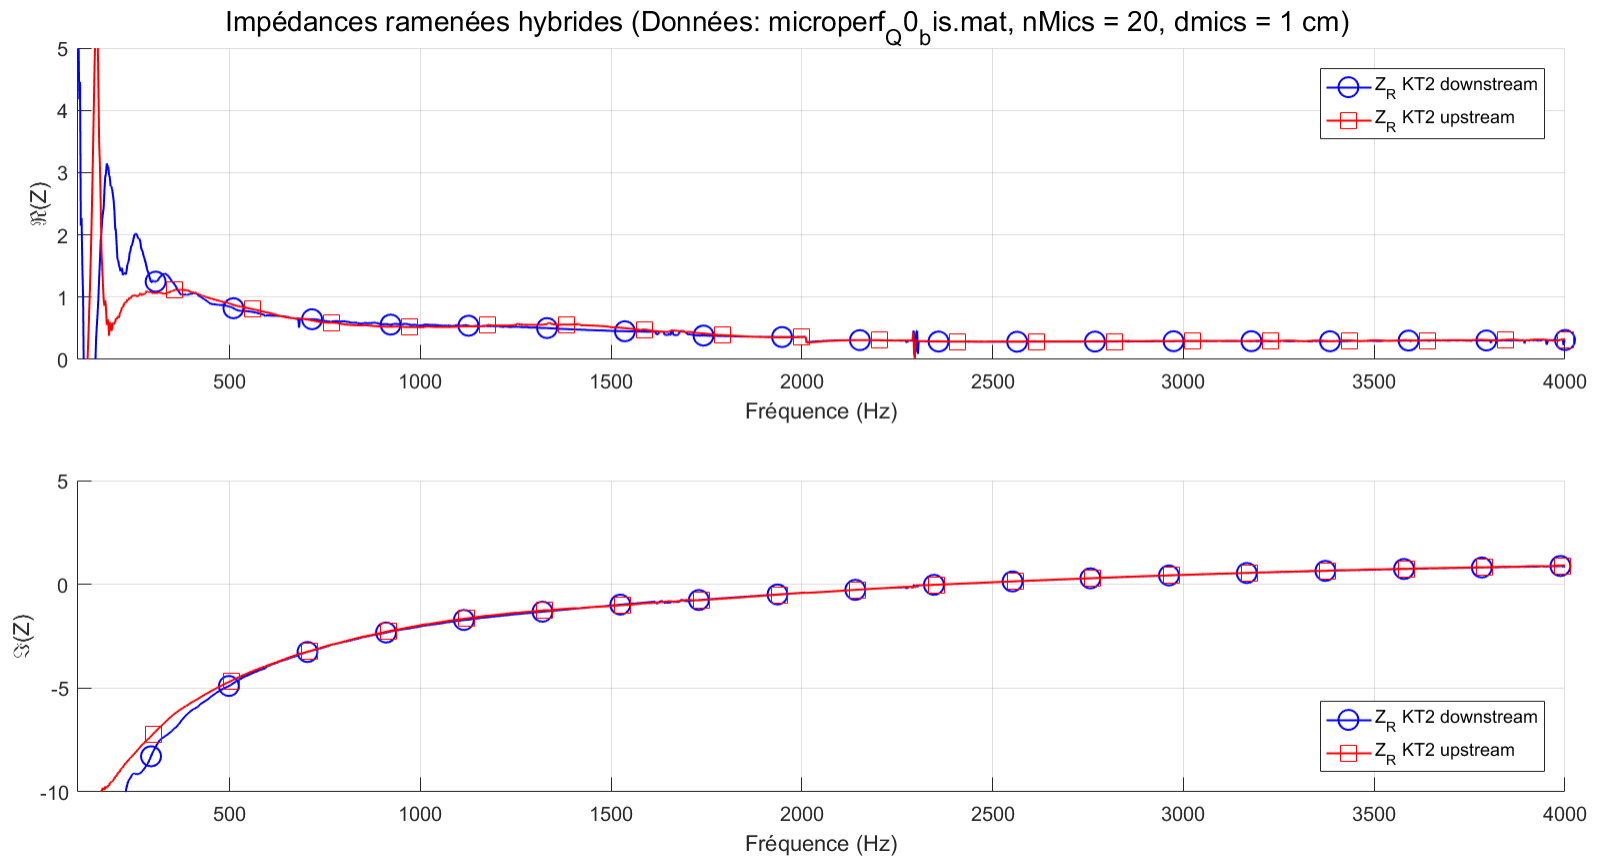 Impédances ramenées hybrides (Données: microperf_Q0_bis.mat, nMics = 20, dmics = 1 cm)
5
4
3
2
1
0
ℜ(Z)
Z_R KT2 downstream
Z_R KT2 upstream
500 1000 1500 2000 2500 3000 3500 4000
Fréquence (Hz)
5
0
-5
-10
ℑ(Z)
Z_R KT2 downstream
Z_R KT2 upstream
500 1000 1500 2000 2500 3000 3500 4000
Fréquence (Hz)